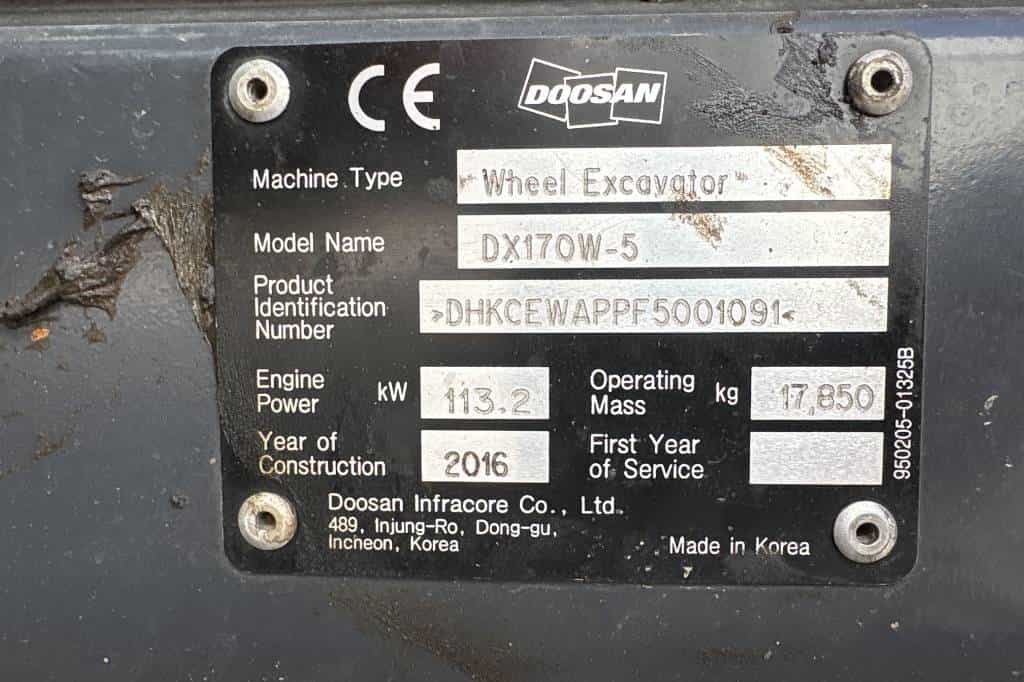 CE DOOSAN
Machine Type Wheel Excavator
Model Name DX170W-5
Product
Identification >DHKCEWAPPF5001091<
Number
Engine Power kW 113.2 Operating Mass kg 17,850
Year of Construction 2016 First Year of Service
Doosan Infracore Co., Ltd.
489, Injung-Ro, Dong-gu,
Incheon, Korea
Made in Korea
950205-01325B